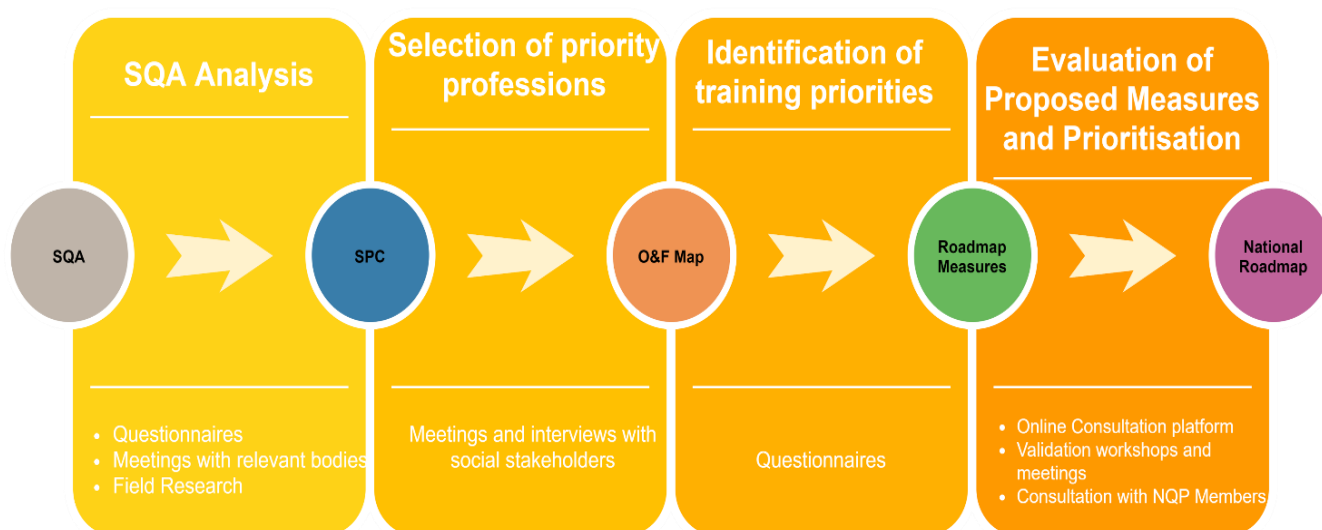 SQA Analysis
Selection of priority
professions
Identification of
training priorities
Evaluation of
Proposed Measures
and Prioritisation
SQA
SPC
O&F Map
Roadmap
Measures
National
Roadmap
• Questionnaires
• Meetings with relevant bodies
• Field Research
Meetings and interviews with
social stakeholders
Questionnaires
• Online Consultation platform
• Validation workshops and
meetings
• Consultation with NQP Members